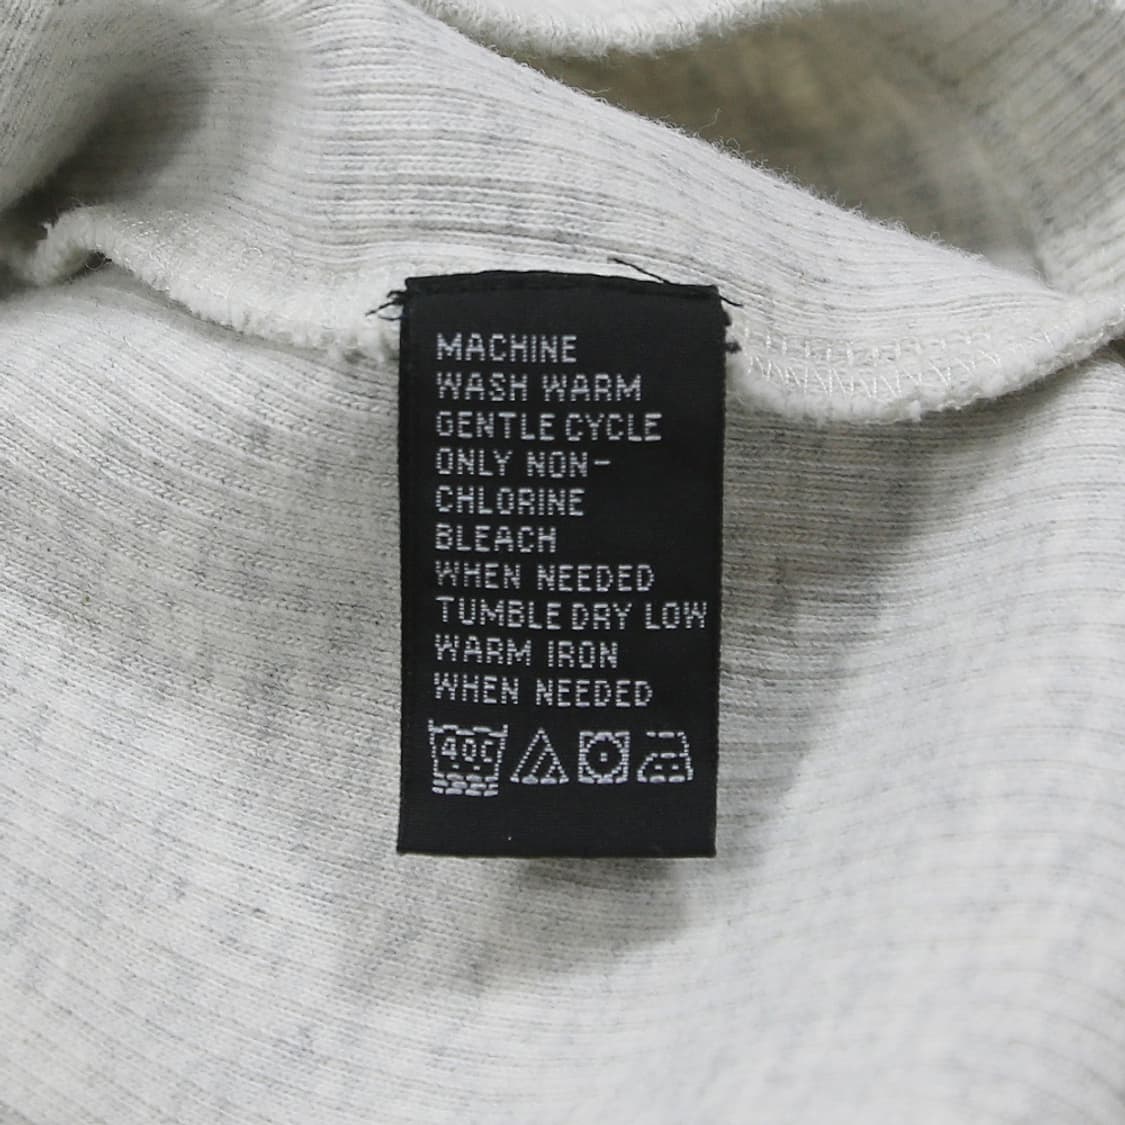 MACHINE
WASH WARM
GENTLE CYCLE
ONLY NON-
CHLORINE
BLEACH
WHEN NEEDED
TUMBLE DRY LOW
WARM IRON
WHEN NEEDED
40C